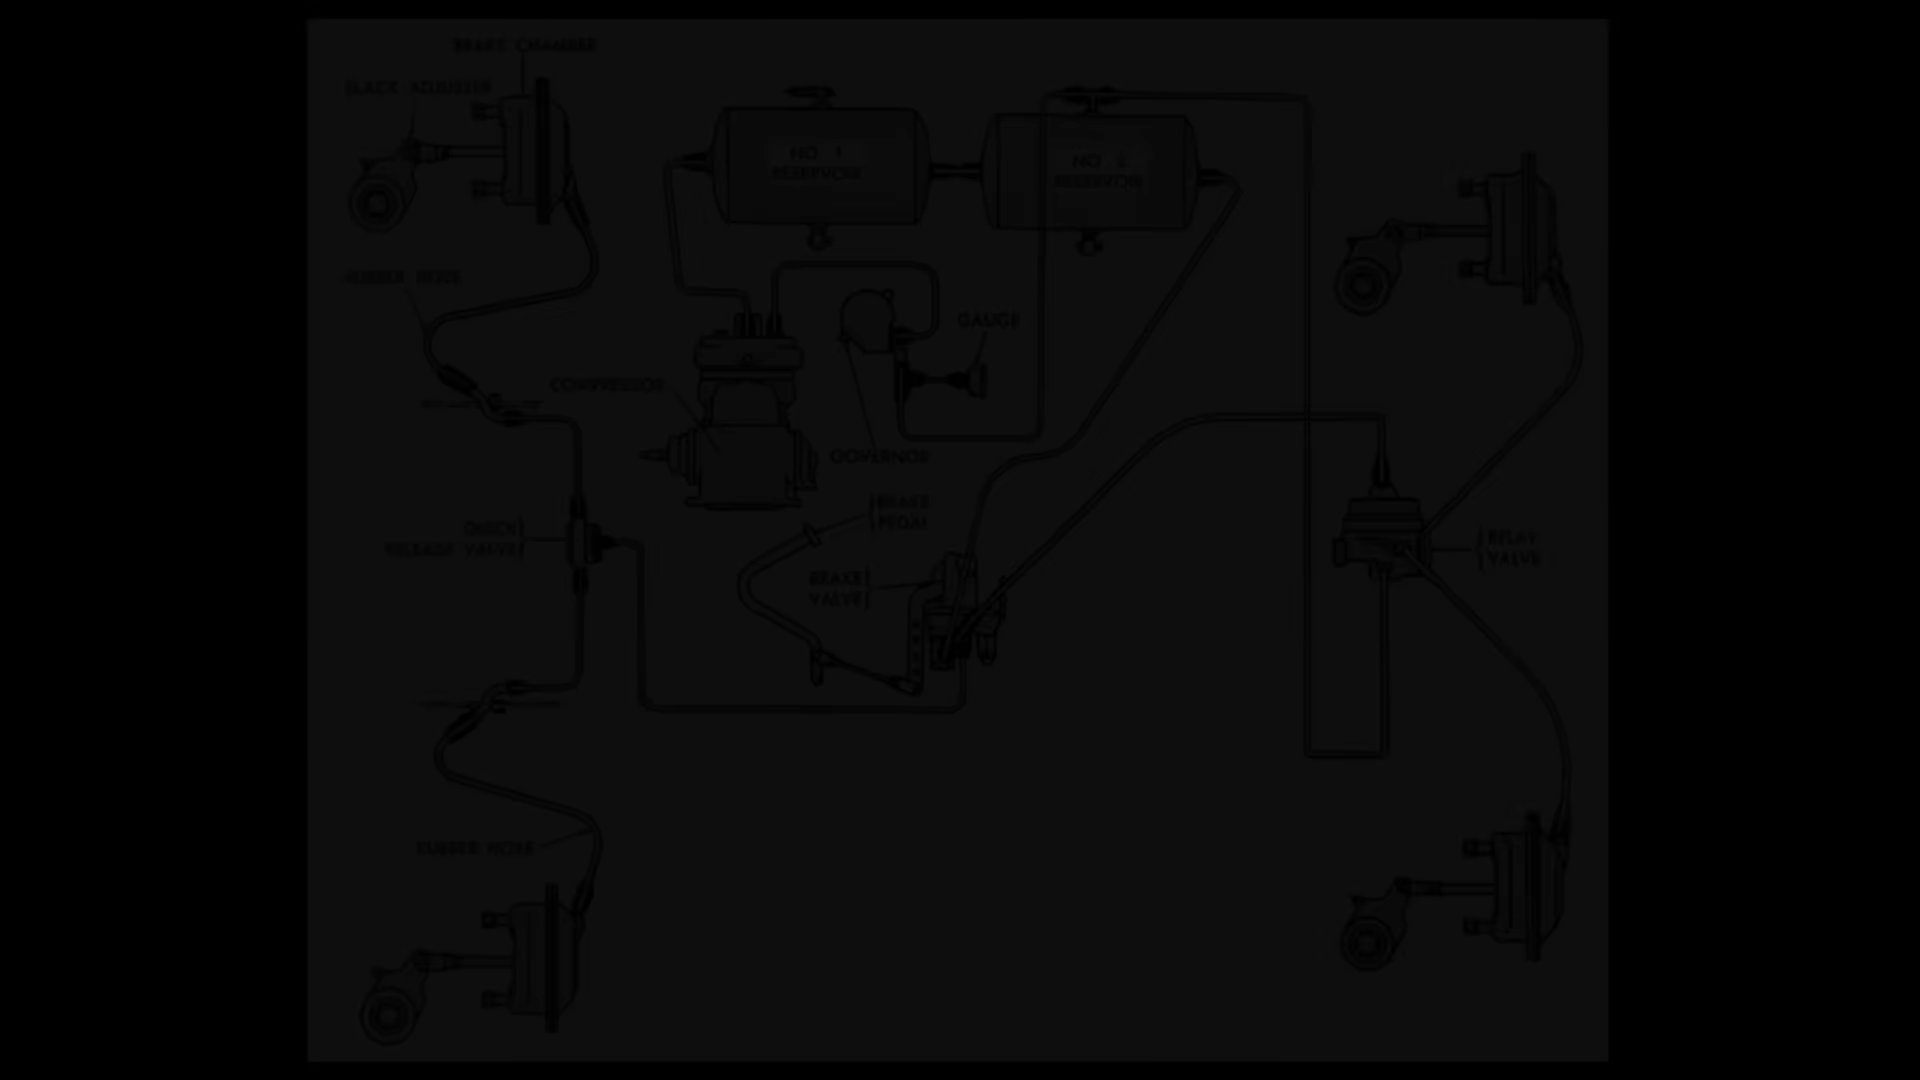 BRAKE CHAMBER
SLACK ADJUSTER
NO. 1
RESERVOIR
NO. 2
RESERVOIR
RUBBER HOSE
GAUGE
COMPRESSOR
GOVERNOR
BRAKE
PEDAL
QUICK
RELEASE VALVE
RELAY
VALVE
BRAKE
VALVE
RUBBER HOSE